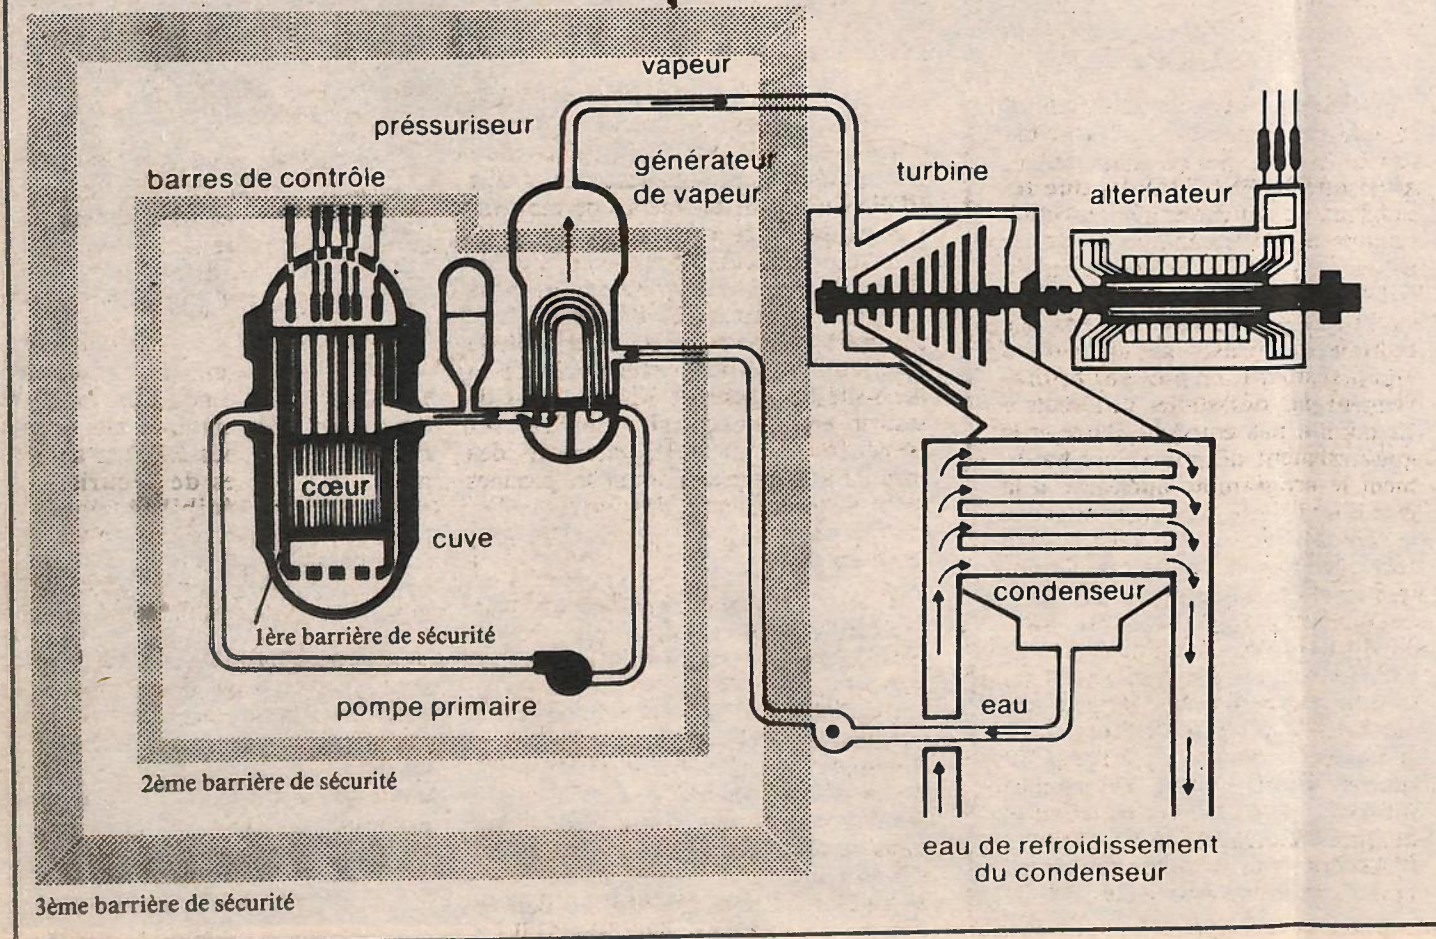 vapeur
préssuriseur
générateur
de vapeur
turbine
barres de contrôle
alternateur
cœur
cuve
condenseur
1ère barrière de sécurité
pompe primaire
eau
2ème barrière de sécurité
eau de refroidissement
du condenseur
3ème barrière de sécurité